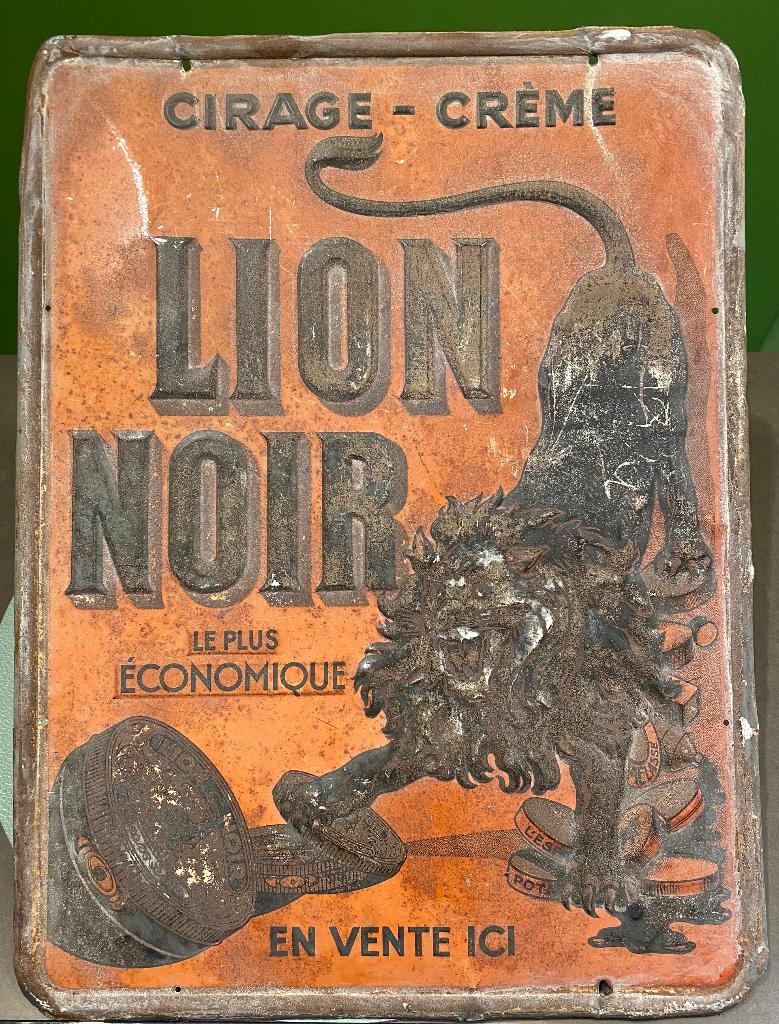 CIRAGE - CRÈME
LION
NOIR
LE PLUS
ÉCONOMIQUE
EN VENTE ICI